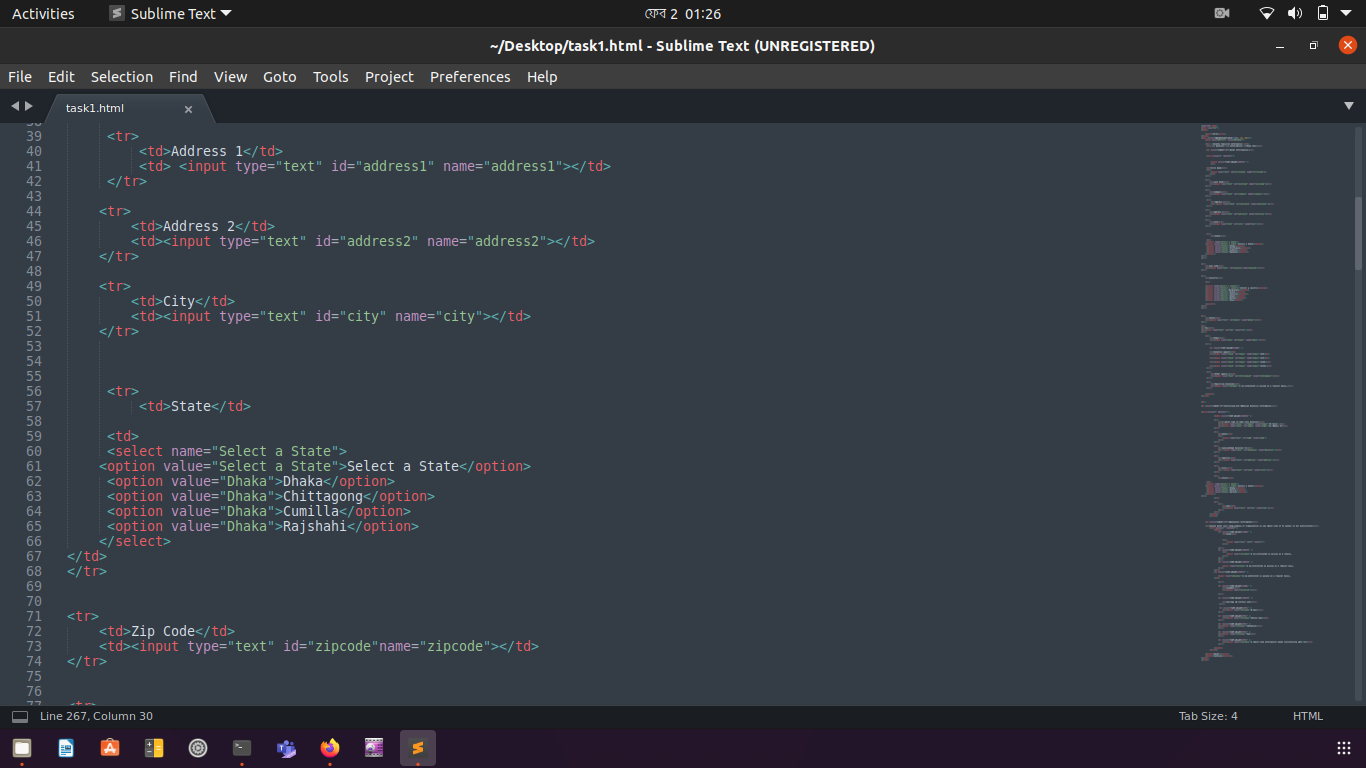 Activities
Sublime Text
ফেব 2 01:26
~/Desktop/task1.html - Sublime Text (UNREGISTERED)
File Edit Selection Find View Goto Tools Project Preferences Help
task1.html
38
39 <tr>
40 <td>Address 1</td>
41 <td> <input type="text" id="address1" name="address1"></td>
42 </tr>
43
44 <tr>
45 <td>Address 2</td>
46 <td><input type="text" id="address2" name="address2"></td>
47 </tr>
48
49 <tr>
50 <td>City</td>
51 <td><input type="text" id="city" name="city"></td>
52 </tr>
53
54
55
56 <tr>
57 <td>State</td>
58
59 <td>
60 <select name="Select a State">
61 <option value="Select a State">Select a State</option>
62 <option value="Dhaka">Dhaka</option>
63 <option value="Dhaka">Chittagong</option>
64 <option value="Dhaka">Cumilla</option>
65 <option value="Dhaka">Rajshahi</option>
66 </select>
67 </td>
68 </tr>
69
70
71 <tr>
72 <td>Zip Code</td>
73 <td><input type="text" id="zipcode"name="zipcode"></td>
74 </tr>
75
76
77 <tr>
Line 267, Column 30
Tab Size: 4
HTML